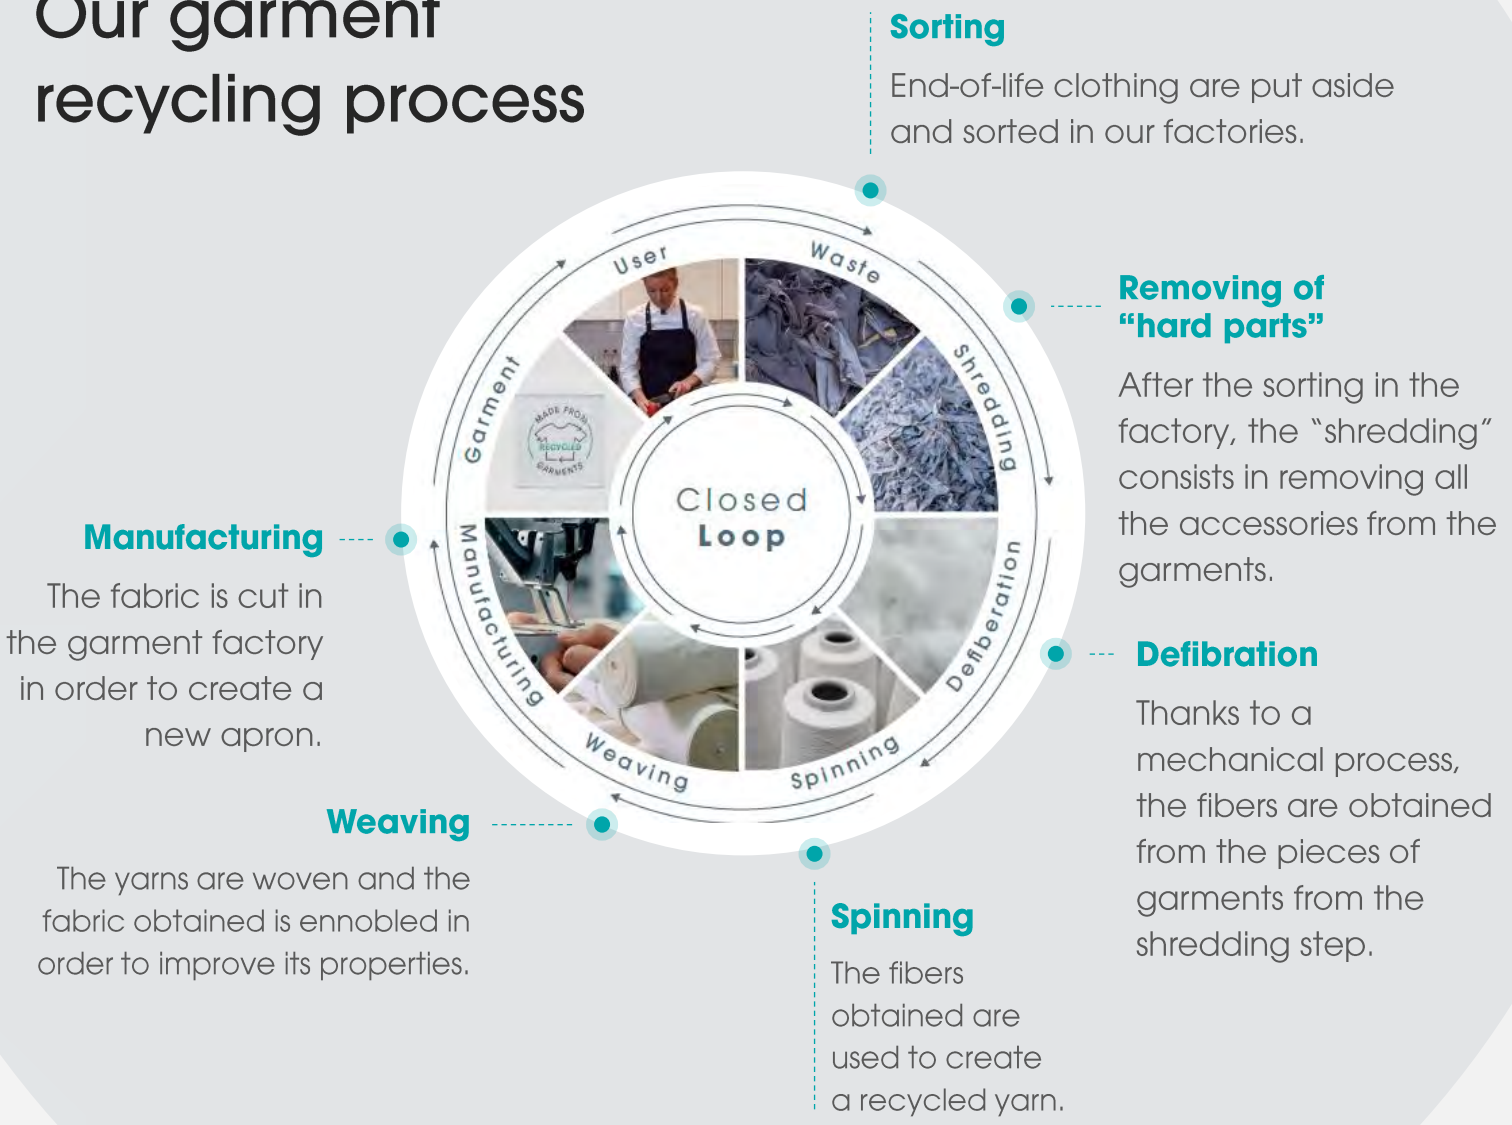 Our garment
recycling process
Sorting
End-of-life clothing are put aside
and sorted in our factories.
Removing of
“hard parts”
After the sorting in the
factory, the “shredding”
consists in removing all
the accessories from the
garments.
Defibration
Thanks to a
mechanical process,
the fibers are obtained
from the pieces of
garments from the
shredding step.
Spinning
The fibers
obtained are
used to create
a recycled yarn.
Weaving
The yarns are woven and the
fabric obtained is ennobled in
order to improve its properties.
Manufacturing
The fabric is cut in
the garment factory
in order to create a
new apron.
User
Waste
Shredding
Defiberation
Spinning
Weaving
Manufacturing
Garment
MADE FROM
RECYCLED
GARMENTS
Closed
Loop